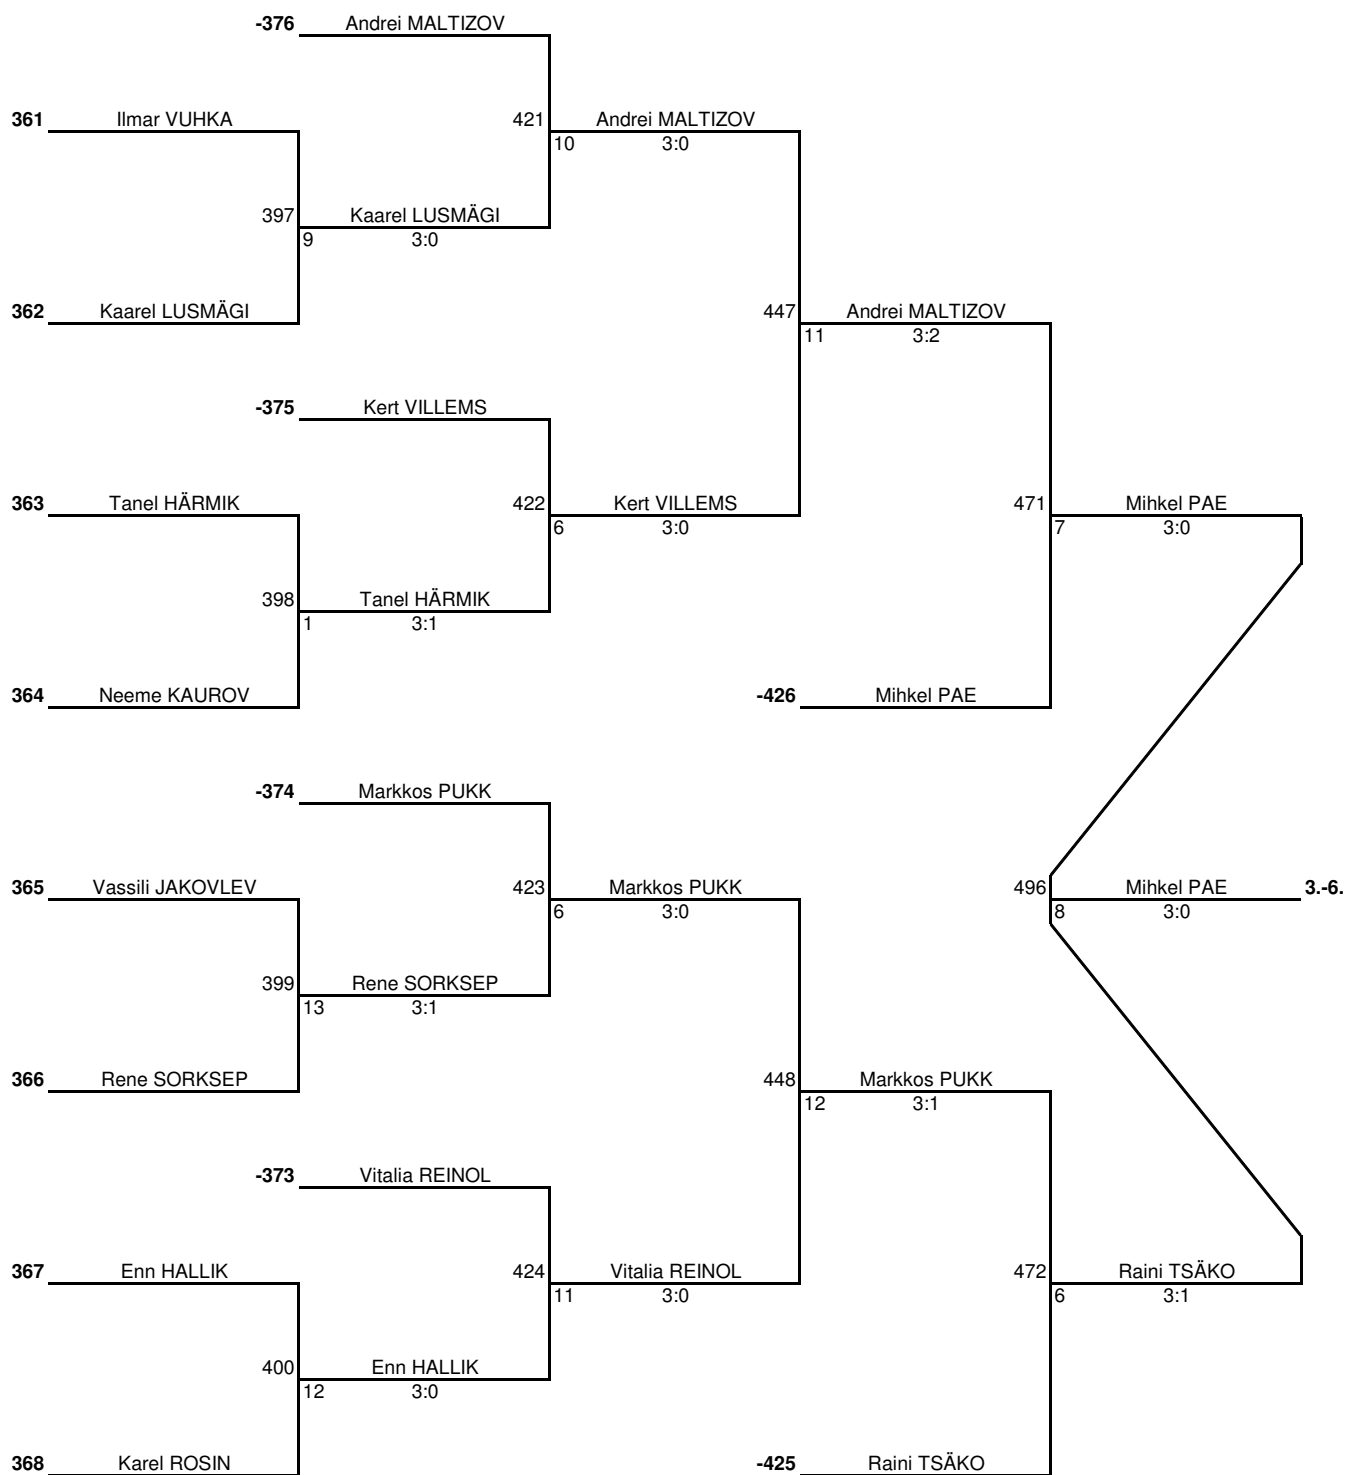 -376 Andrei MALTIZOV
361 Ilmar VUHKA 421 Andrei MALTIZOV
10 3:0
397 Kaarel LUSMÄGI
9 3:0
362 Kaarel LUSMÄGI 447 Andrei MALTIZOV
11 3:2
-375 Kert VILLEMS
363 Tanel HÄRMIK 422 Kert VILLEMS 471 Mihkel PAE
6 3:0 7 3:0
398 Tanel HÄRMIK
1 3:1
364 Neeme KAUROV -426 Mihkel PAE
-374 Markkos PUKK
365 Vassili JAKOVLEV 423 Markkos PUKK 496 Mihkel PAE 3.-6.
6 3:0 8 3:0
399 Rene SORKSEP
13 3:1
366 Rene SORKSEP 448 Markkos PUKK
12 3:1
-373 Vitalia REINOL
367 Enn HALLIK 424 Vitalia REINOL 472 Raini TSÄKO
11 3:0 6 3:1
400 Enn HALLIK
12 3:0
368 Karel ROSIN -425 Raini TSÄKO